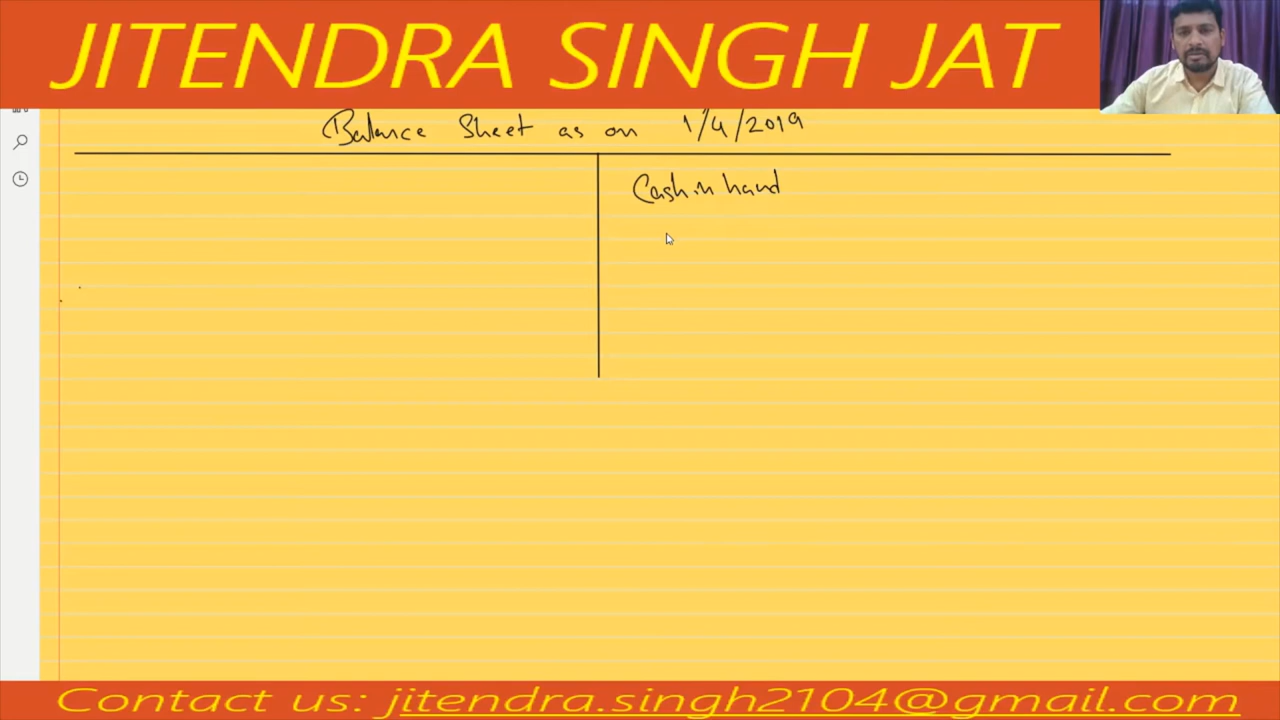 JITENDRA SINGH JAT
Balance Sheet as on 1/4/2019
Cash in hand
Contact us: jitendra.singh2104@gmail.com